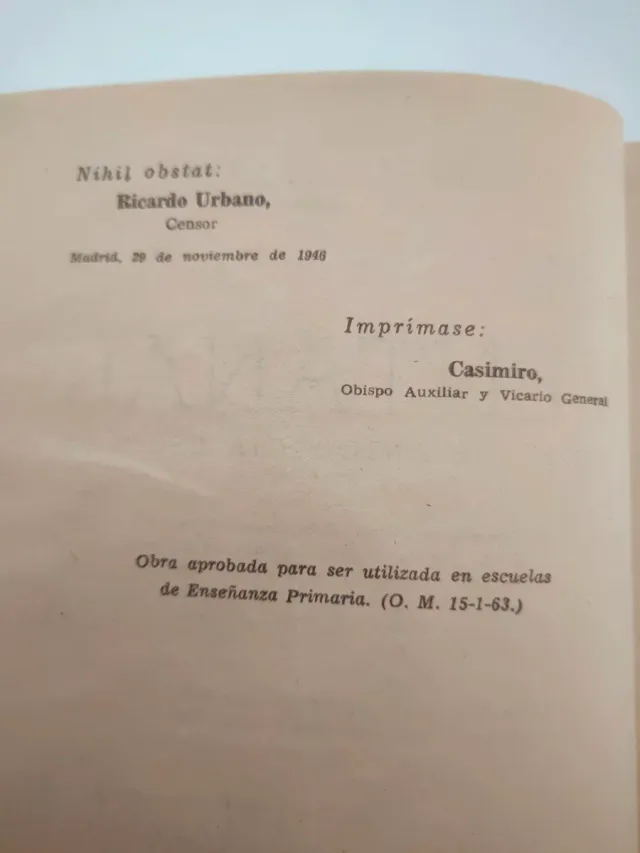 Nihil obstat:
Ricardo Urbano,
Censor
Madrid, 29 de noviembre de 1946
Imprímase:
Casimiro,
Obispo Auxiliar y Vicario General
Obra aprobada para ser utilizada en escuelas
de Enseñanza Primaria. (O. M. 15-1-63.)